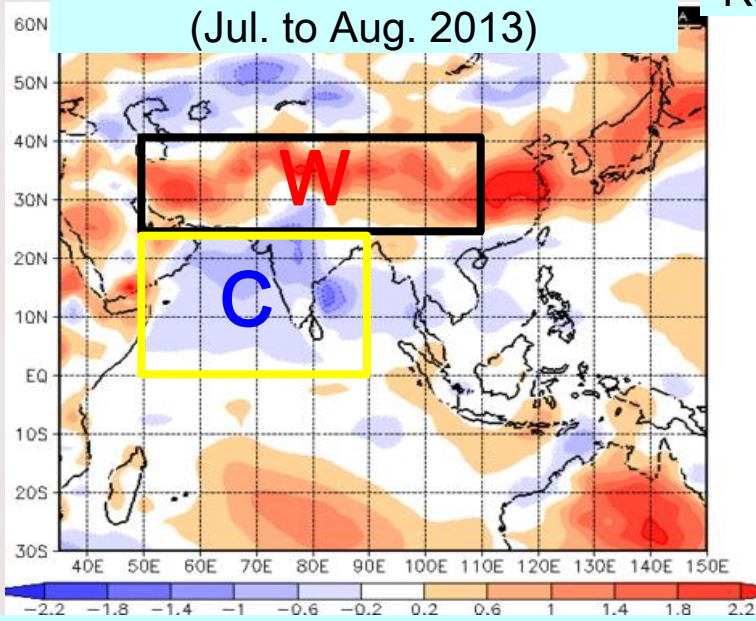 (Jul. to Aug. 2013)
A
60N
50N
40N
30N
20N
10N
EQ
10S
20S
30S
W
C
40E 50E 60E 70E 80E 90E 100E 110E 120E 130E 140E 150E
−2.2 −1.8 −1.4 −1 −0.6 −0.2 0.2 0.6 1 1.4 1.8 2.2